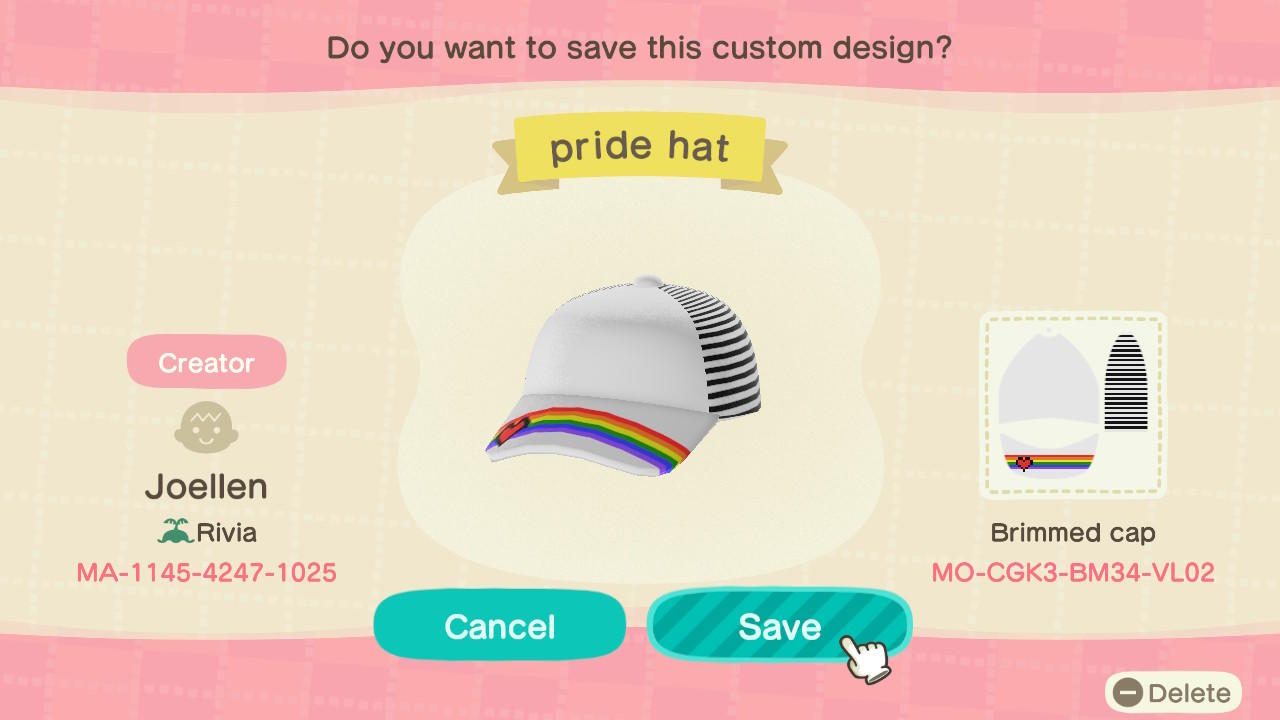 Do you want to save this custom design?
pride hat
Creator
Joellen
Rivia
MA-1145-4247-1025
Brimmed cap
MO-CGK3-BM34-VL02
Cancel
Save
Delete